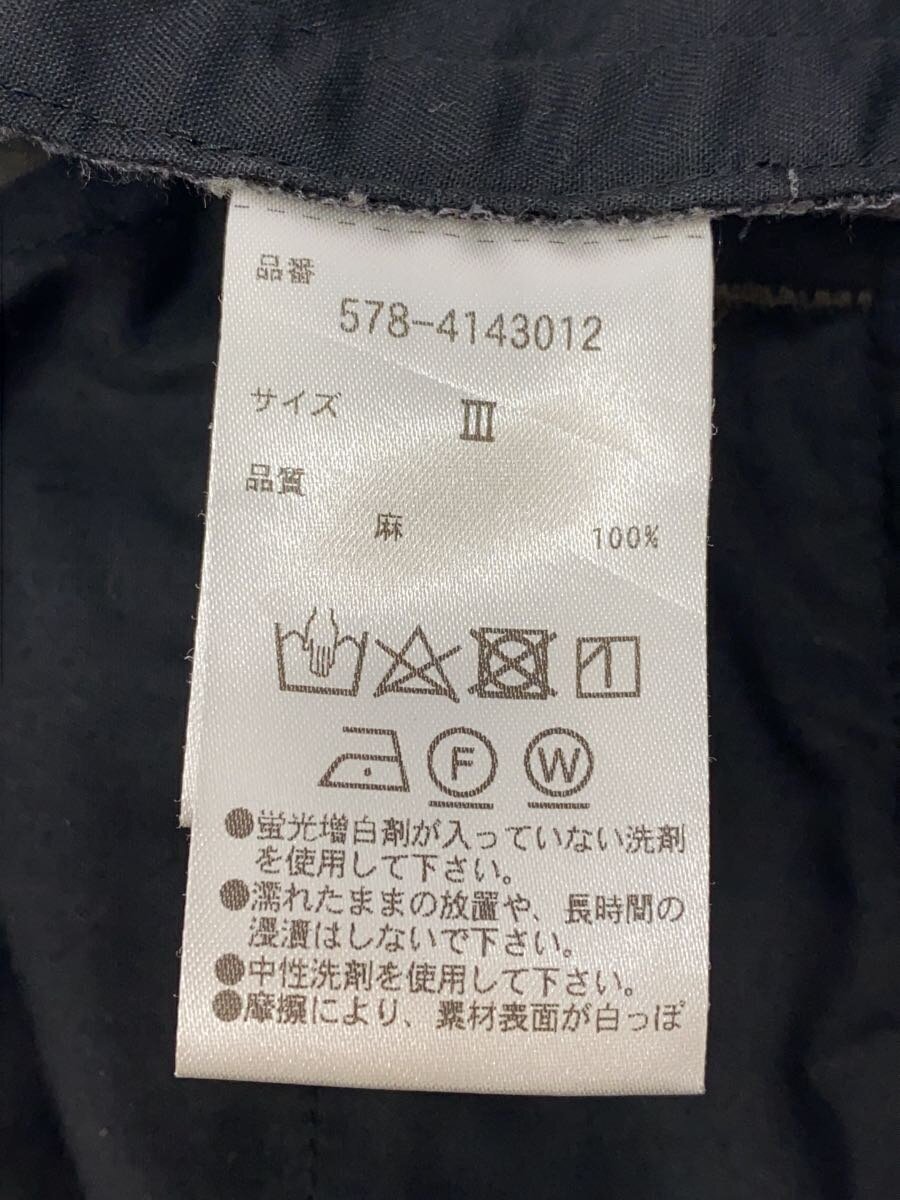 品番
578-4143012
サイズ
III
品質
麻 100%
F W
●蛍光増白剤が入っていない洗剤
を使用して下さい。
●濡れたままの放置や、長時間の
浸漬はしないで下さい。
●中性洗剤を使用して下さい。
●摩擦により、素材表面が白っぽ